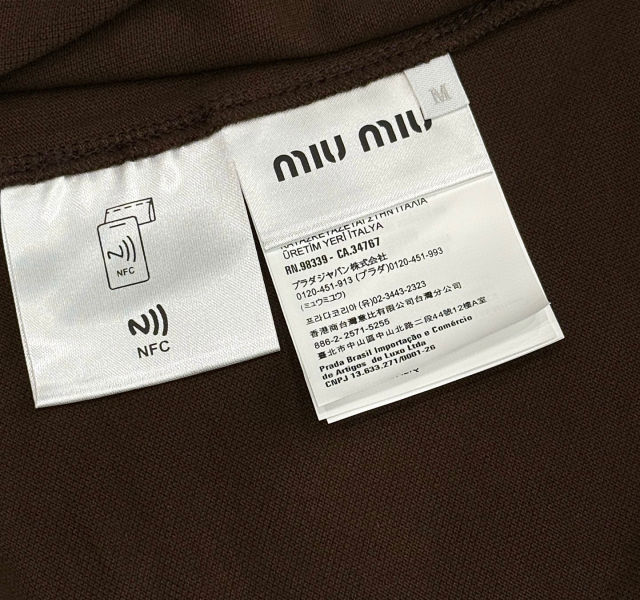 M
miu miu
NFC
NFC
ÜRETİM YERİ İTALYA
RN.98339 - CA.34767
プラダジャパン株式会社
0120-451-913 (プラダ)0120-451-993
(ミュウミュウ)
프라다코리아 (유)02-3443-2323
香港商台灣意比有限公司台灣分公司
886-2-2571-5255
臺北市中山區中山北路二段44號12樓A室
Prada Brasil Importação e Comércio
de Artigos de Luxo Ltda
CNPJ 13.633.271/0001-26